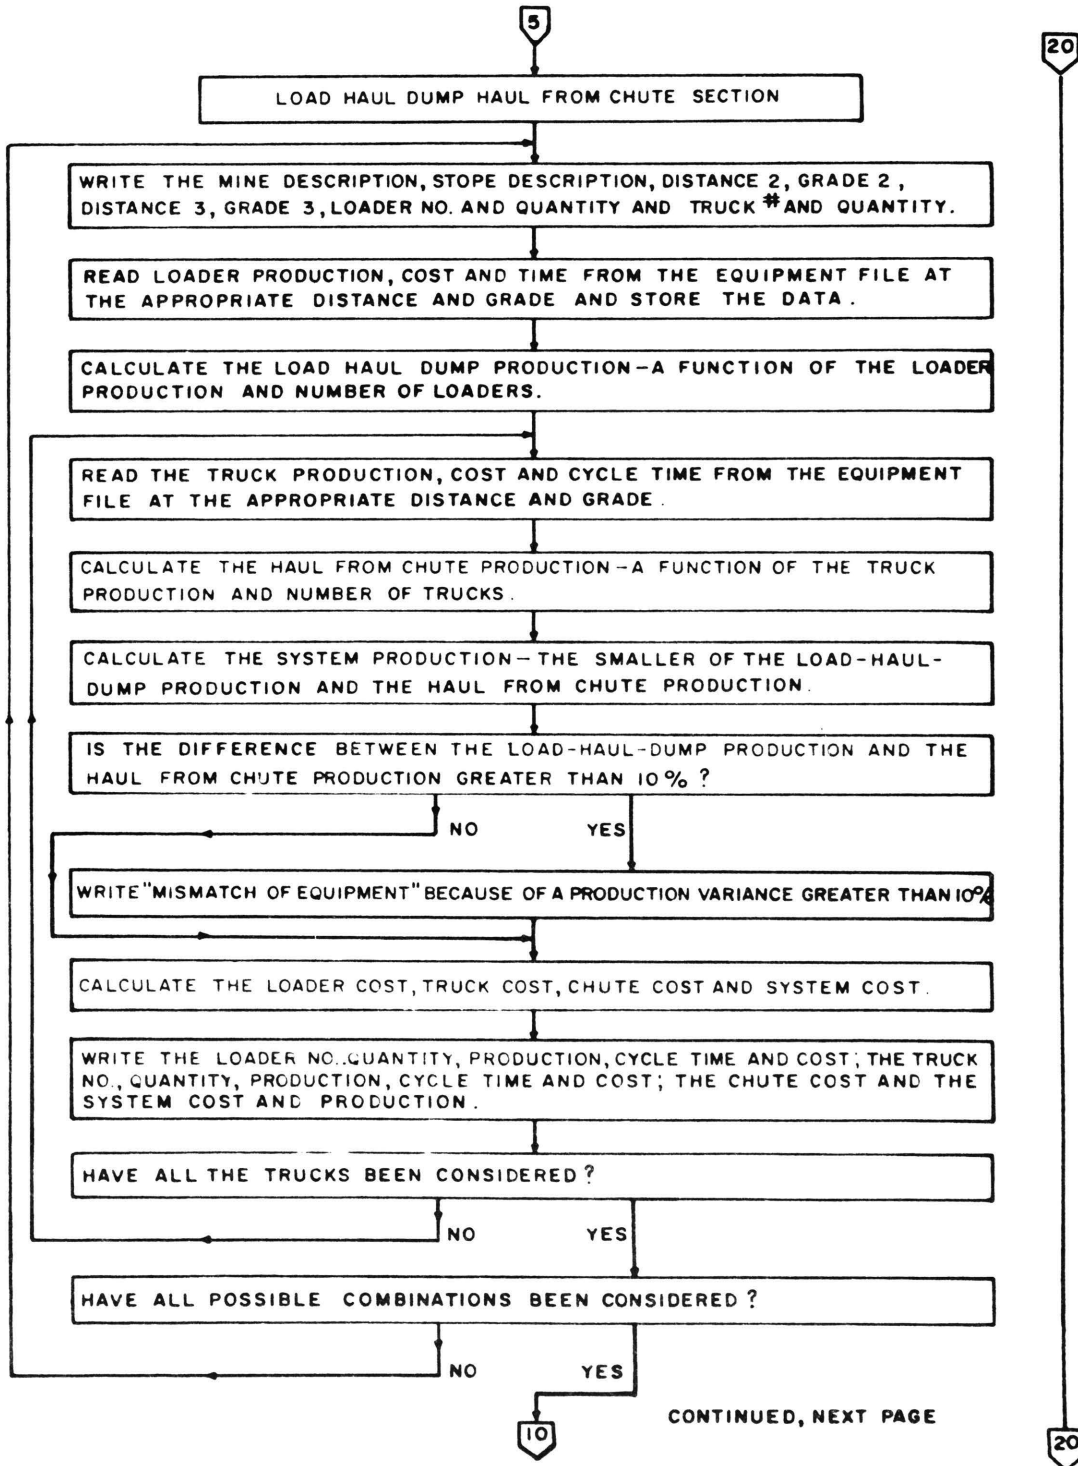 5
20
LOAD HAUL DUMP HAUL FROM CHUTE SECTION
WRITE THE MINE DESCRIPTION, STOPE DESCRIPTION, DISTANCE 2, GRADE 2,
DISTANCE 3, GRADE 3, LOADER NO. AND QUANTITY AND TRUCK # AND QUANTITY.
READ LOADER PRODUCTION, COST AND TIME FROM THE EQUIPMENT FILE AT
THE APPROPRIATE DISTANCE AND GRADE AND STORE THE DATA.
CALCULATE THE LOAD HAUL DUMP PRODUCTION-A FUNCTION OF THE LOADER
PRODUCTION AND NUMBER OF LOADERS.
READ THE TRUCK PRODUCTION, COST AND CYCLE TIME FROM THE EQUIPMENT
FILE AT THE APPROPRIATE DISTANCE AND GRADE.
CALCULATE THE HAUL FROM CHUTE PRODUCTION-A FUNCTION OF THE TRUCK
PRODUCTION AND NUMBER OF TRUCKS.
CALCULATE THE SYSTEM PRODUCTION-THE SMALLER OF THE LOAD-HAUL-
DUMP PRODUCTION AND THE HAUL FROM CHUTE PRODUCTION.
IS THE DIFFERENCE BETWEEN THE LOAD-HAUL-DUMP PRODUCTION AND THE
HAUL FROM CHUTE PRODUCTION GREATER THAN 10%?
NO YES
WRITE "MISMATCH OF EQUIPMENT" BECAUSE OF A PRODUCTION VARIANCE GREATER THAN 10%
CALCULATE THE LOADER COST, TRUCK COST, CHUTE COST AND SYSTEM COST.
WRITE THE LOADER NO., QUANTITY, PRODUCTION, CYCLE TIME AND COST; THE TRUCK
NO., QUANTITY, PRODUCTION, CYCLE TIME AND COST; THE CHUTE COST AND THE
SYSTEM COST AND PRODUCTION.
HAVE ALL THE TRUCKS BEEN CONSIDERED?
NO YES
HAVE ALL POSSIBLE COMBINATIONS BEEN CONSIDERED?
NO YES
CONTINUED, NEXT PAGE
10
20